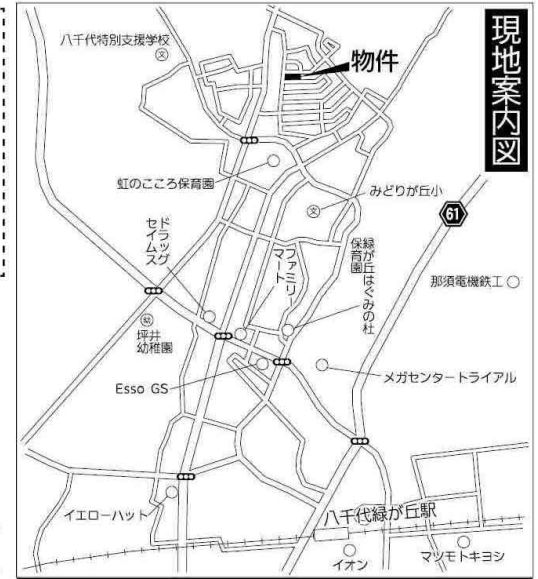 現地案内図
八千代特別支援学校
文
物件
虹のこころ保育園
みどりが丘小
文
61
ドラッグ
セイムス
ファミリー
マート
緑が丘はぐみの杜
保育園
那須電機鉄工
幼
坪井
幼稚園
Esso GS
メガセンタートライアル
イエローハット
八千代緑が丘駅
イオン
マツモトキヨシ